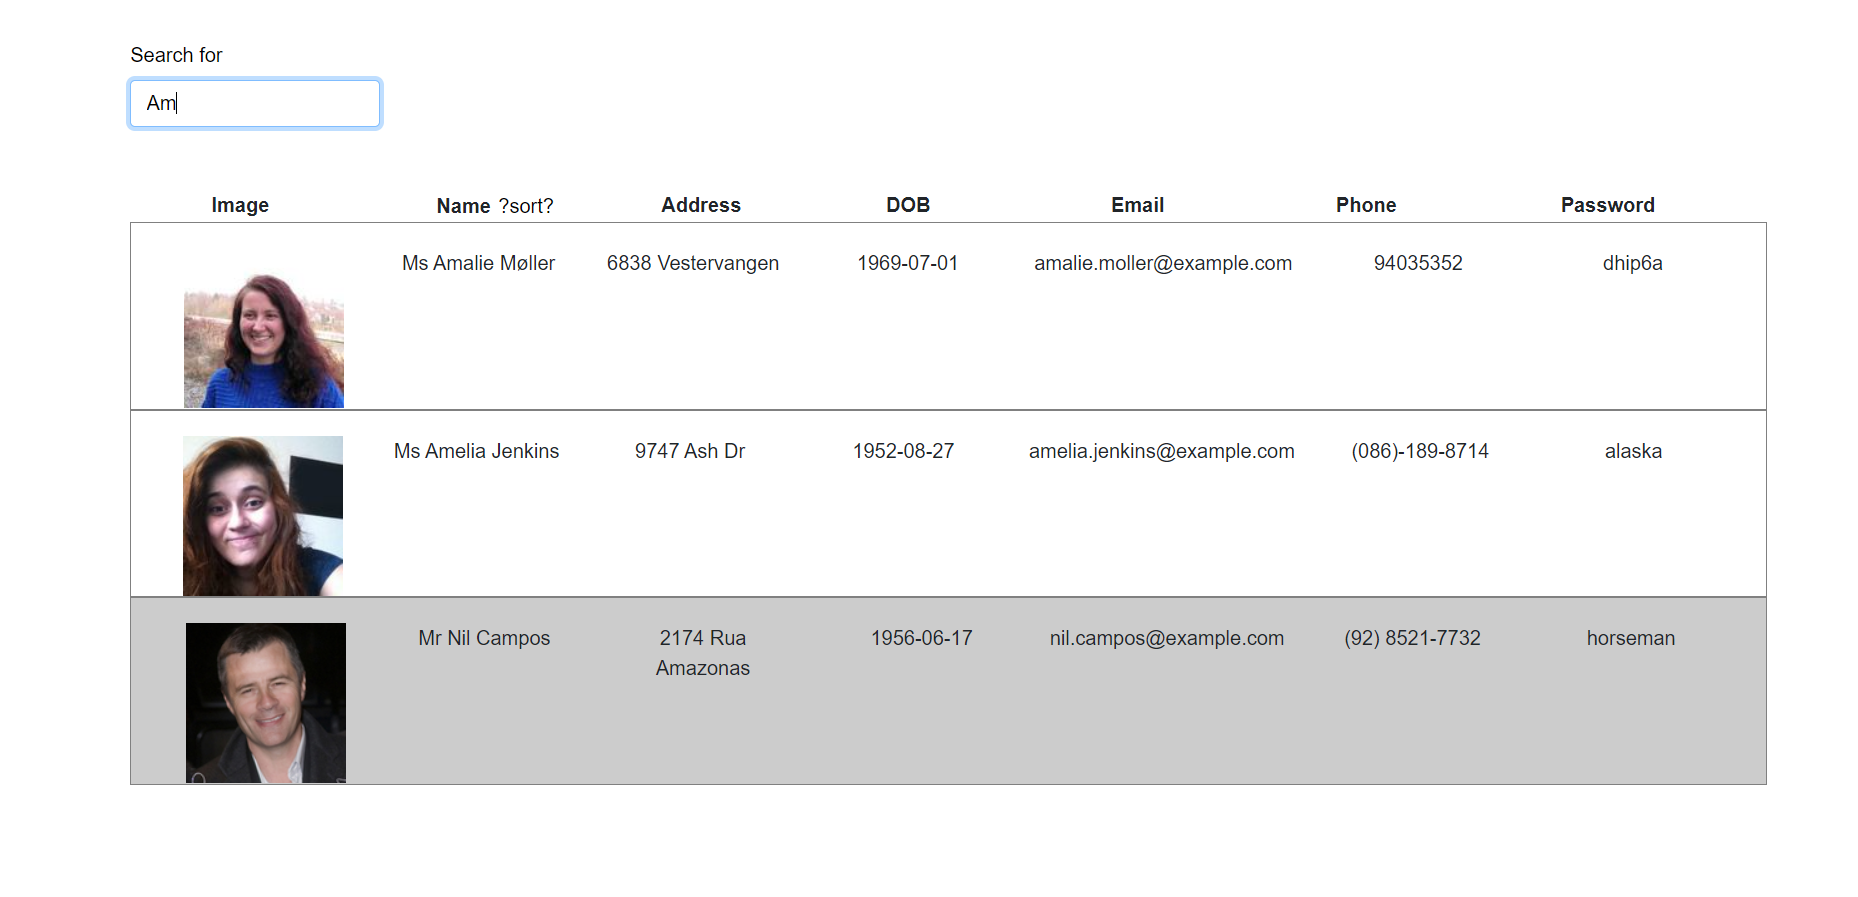 Search for
Am
Image Name ?sort? Address DOB Email Phone Password
Ms Amalie Møller 6838 Vestervangen 1969-07-01 amalie.moller@example.com 94035352 dhip6a
Ms Amelia Jenkins 9747 Ash Dr 1952-08-27 amelia.jenkins@example.com (086)-189-8714 alaska
Mr Nil Campos 2174 Rua 1956-06-17 nil.campos@example.com (92) 8521-7732 horseman
Amazonas